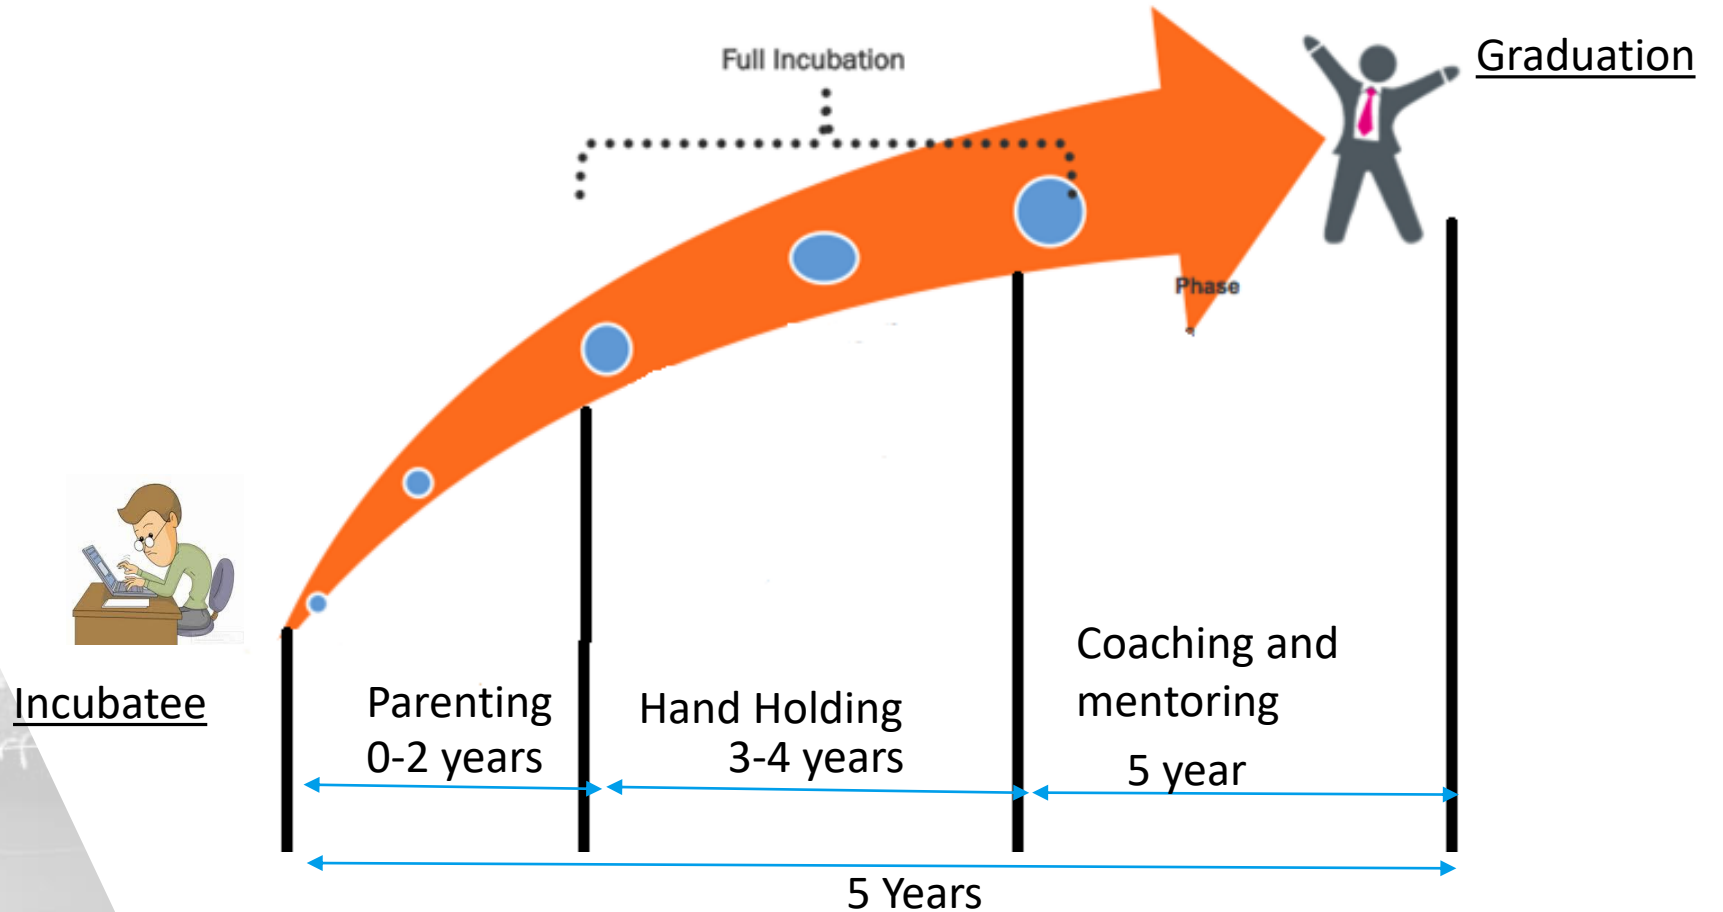 Full Incubation
Graduation
Phase
Incubatee
Parenting
0-2 years
Hand Holding
3-4 years
Coaching and
mentoring
5 year
5 Years